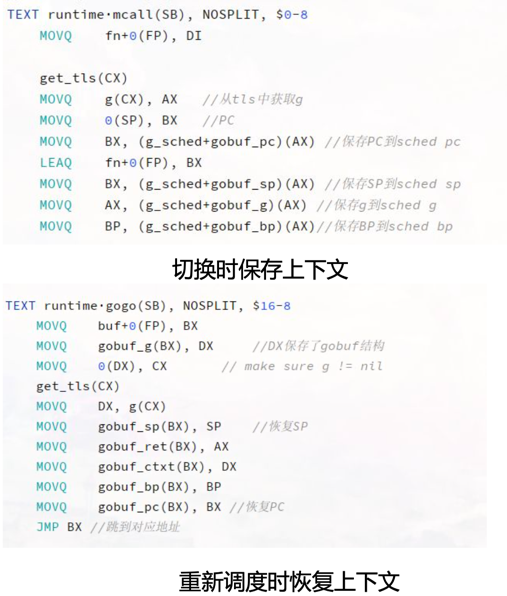 TEXT runtime·mcall(SB), NOSPLIT, $0-8
MOVQ fn+0(FP), DI
get_tls(CX)
MOVQ g(CX), AX //从tls中获取g
MOVQ 0(SP), BX //PC
MOVQ BX, (g_sched+gobuf_pc)(AX) //保存PC到sched pc
LEAQ fn+0(FP), BX
MOVQ BX, (g_sched+gobuf_sp)(AX) //保存SP到sched sp
MOVQ AX, (g_sched+gobuf_g)(AX) //保存g到sched g
MOVQ BP, (g_sched+gobuf_bp)(AX)//保存BP到sched bp
切换时保存上下文
TEXT runtime·gogo(SB), NOSPLIT, $16-8
MOVQ buf+0(FP), BX
MOVQ gobuf_g(BX), DX //DX保存了gobuf结构
MOVQ 0(DX), CX // make sure g != nil
get_tls(CX)
MOVQ DX, g(CX)
MOVQ gobuf_sp(BX), SP //恢复SP
MOVQ gobuf_ret(BX), AX
MOVQ gobuf_ctxt(BX), DX
MOVQ gobuf_bp(BX), BP
MOVQ gobuf_pc(BX), BX //恢复PC
JMP BX //跳到对应地址
重新调度时恢复上下文